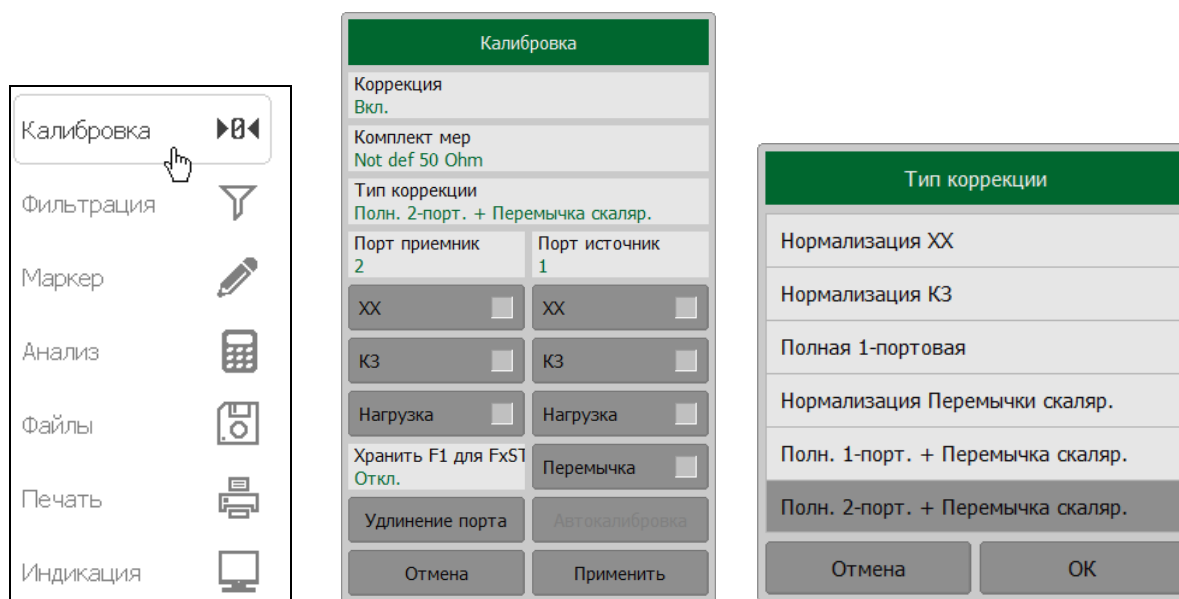 Калибровка
Фильтрация
Маркер
Анализ
Файлы
Печать
Индикация
Калибровка
Коррекция
Вкл.
Комплект мер
Not def 50 Ohm
Тип коррекции
Полн. 2-порт. + Перемычка скаляр.
Порт приемник Порт источник
2 1
ХХ ХХ
КЗ КЗ
Нагрузка Нагрузка
Хранить F1 для FxST
Откл.
Перемычка
Удлинение порта Автокалибровка
Отмена Применить
Тип коррекции
Нормализация ХХ
Нормализация КЗ
Полная 1-портовая
Нормализация Перемычки скаляр.
Полн. 1-порт. + Перемычка скаляр.
Полн. 2-порт. + Перемычка скаляр.
Отмена ОК